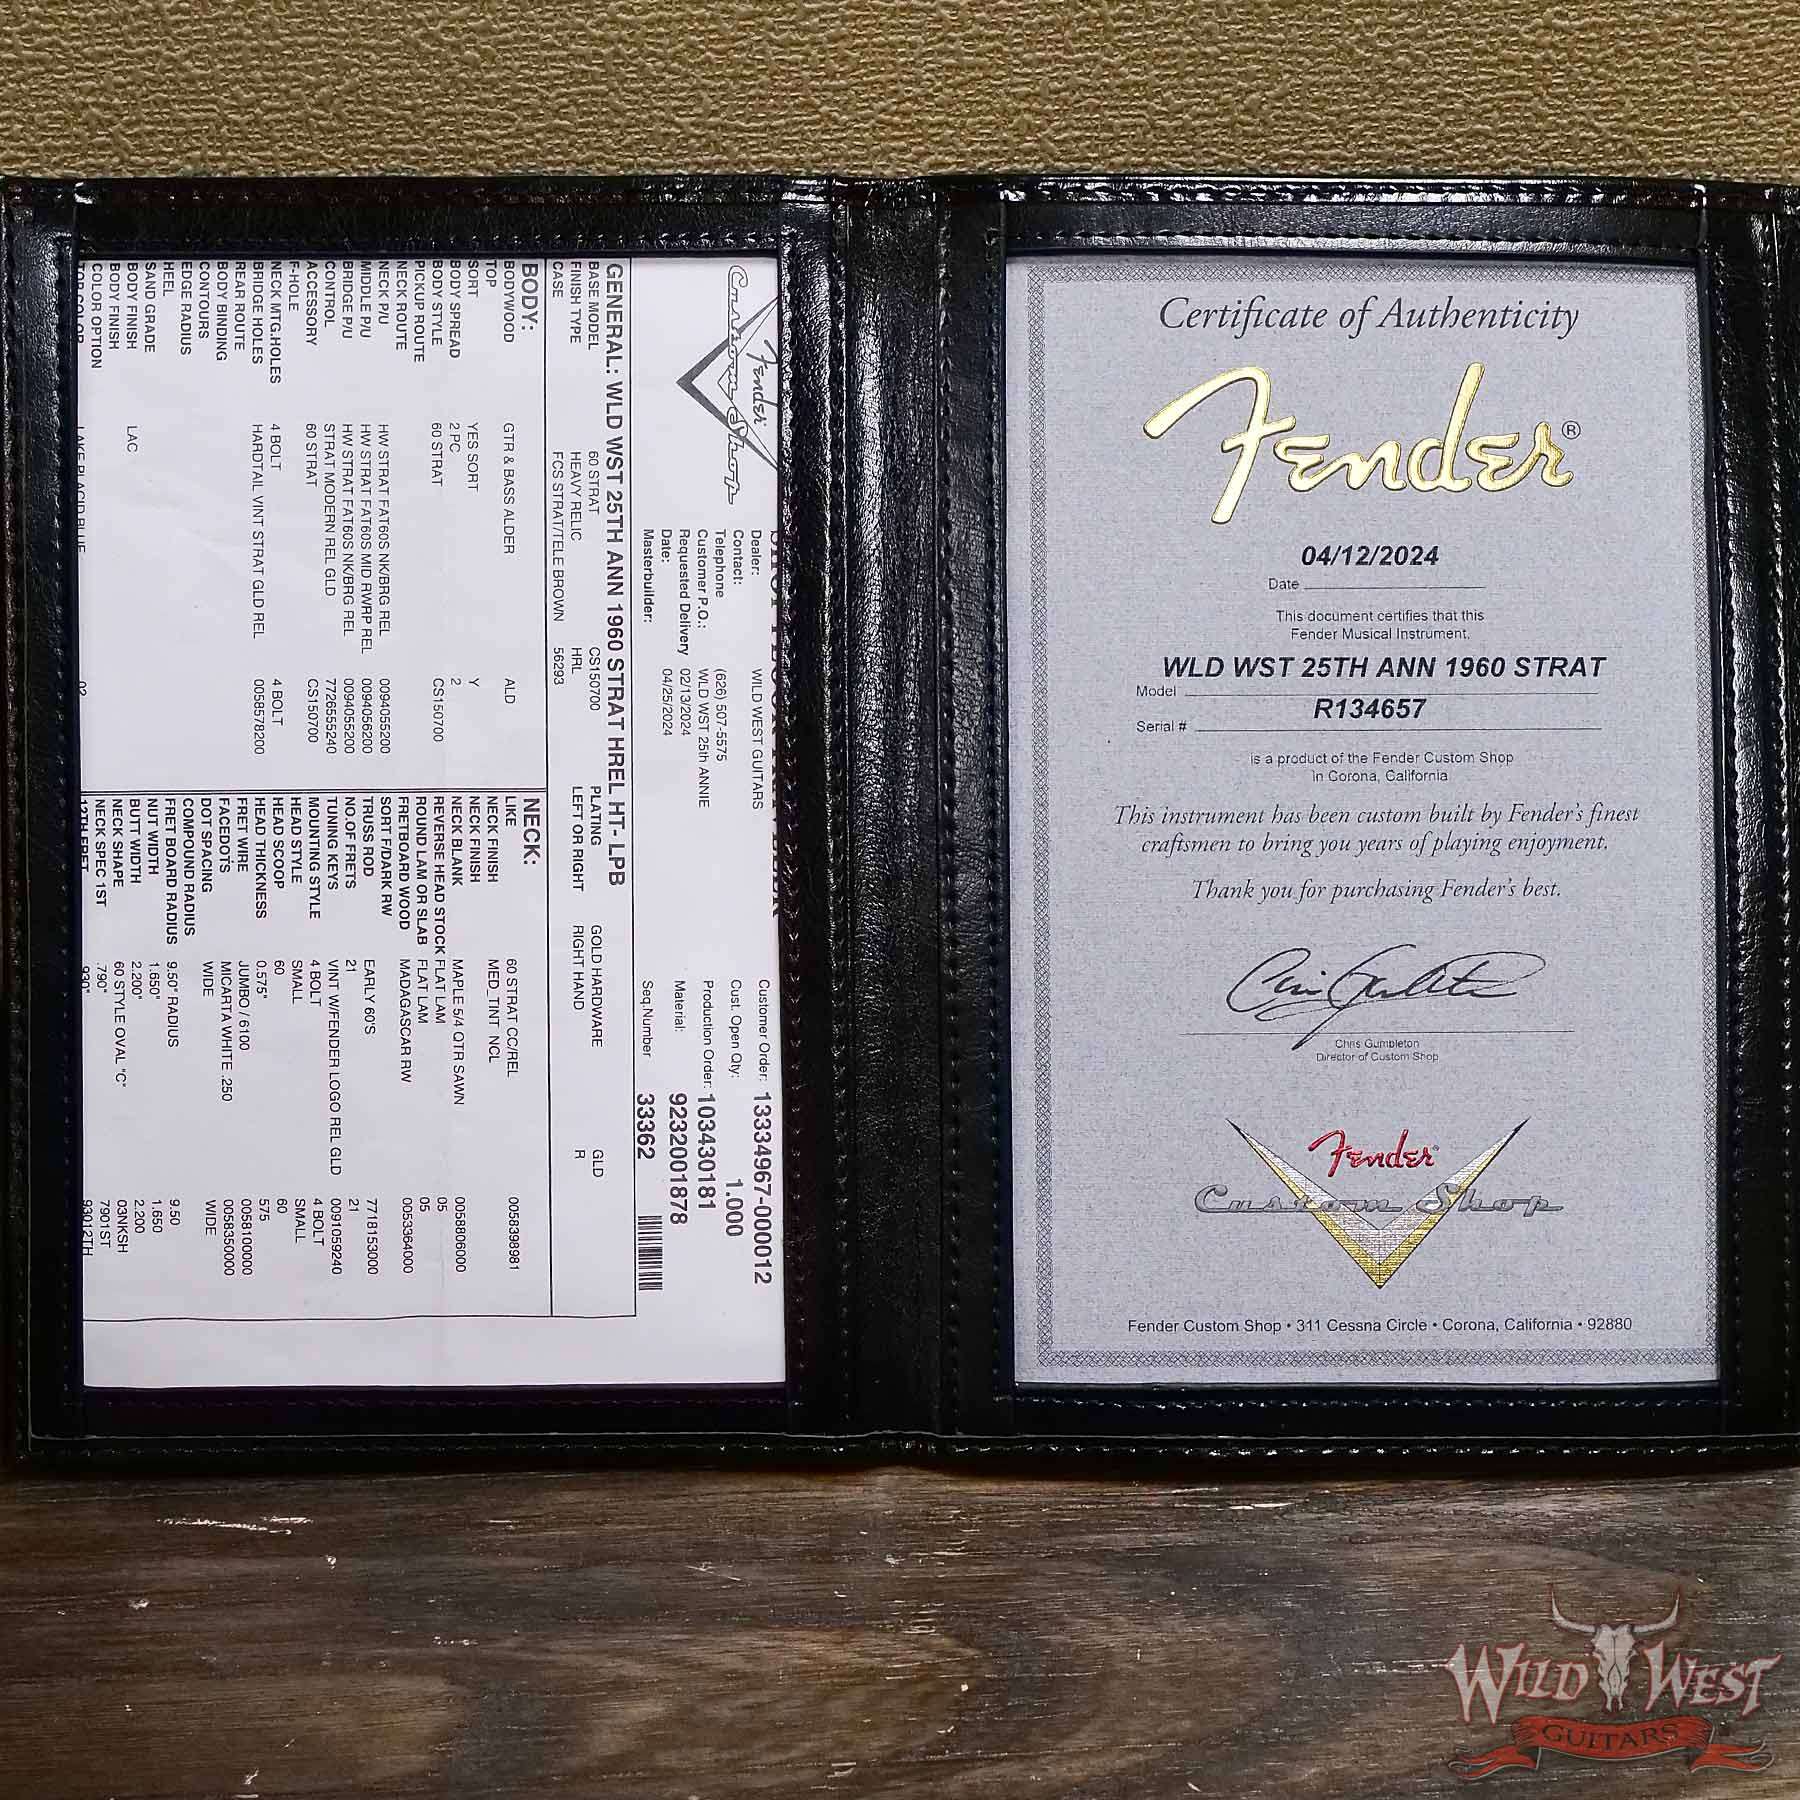 Fender
Custom Shop
Dealer: WILD WEST GUITARS
Contact:
Telephone (626) 507-5575
Customer P.O.: WLD WST 25th ANNIE
Requested Delivery 02/13/2024
Date: 04/25/2024
Masterbuilder:
Customer Order: 13334967-000012
Cust. Open Qty: 1.000
Production Order: 103430181
Material: 9232001878
Seq.Number 33362
GENERAL: WLD WST 25TH ANN 1960 STRAT HREL HT- LPB
BASE MODEL 60 STRAT CS150700 PLATING GOLD HARDWARE GLD
FINISH TYPE HEAVY RELIC HRL LEFT OR RIGHT RIGHT HAND R
CASE FCS STRAT/TELE BROWN 56293
BODY:
BODYWOOD GTR & BASS ALDER ALD
TOP
SORT YES SORT Y
BODY SPREAD 2 PC 2
BODY STYLE 60 STRAT CS150700
PICKUP ROUTE
NECK ROUTE
NECK P/U HW STRAT FAT60S NK/BRG REL 0094055200
MIDDLE P/U HW STRAT FAT60S MID RWRP REL 0094056200
BRIDGE P/U HW STRAT FAT60S NK/BRG REL 0094055200
CONTROL STRAT MODERN REL GLD 7726555240
ACCESSORY 60 STRAT CS150700
F-HOLE
NECK MTG.HOLES 4 BOLT 4 BOLT
BRIDGE HOLES HARDTAIL VINT STRAT GLD REL 0058578200
REAR ROUTE
BODY BINDING
CONTOURS
EDGE RADIUS
HEEL
SAND GRADE
BODY FINISH LAC
BODY FINISH
COLOR OPTION
TOP COLOR LAKE PLACID BLUE 02
NECK:
LIKE 60 STRAT CC/REL 0058398981
NECK FINISH MED_TINT NCL
NECK FINISH
NECK BLANK MAPLE 5/4 QTR SAWN 0058806000
REVERSE HEAD STOCK FLAT LAM 05
ROUND LAM OR SLAB FLAT LAM 05
FRETBOARD WOOD MADAGASCAR RW 0053364000
SORT F/DARK RW
TRUSS ROD EARLY 60'S 7718153000
NO.OF FRETS 21 21
TUNING KEYS VINT W/FENDER LOGO REL GLD 0091059240
MOUNTING STYLE 4 BOLT 4 BOLT
HEAD STYLE SMALL SMALL
HEAD SCOOP 60 60
HEAD THICKNESS 0.575" 575
FRET WIRE JUMBO / 6100 0058100000
FACEDOTS MICARTA WHITE .250 0058350000
DOT SPACING WIDE WIDE
COMPOUND RADIUS
FRET BOARD RADIUS 9.50" RADIUS 9.50
NUT WIDTH 1.650" 1.650
BUTT WIDTH 2.200" 2.200
NECK SHAPE 60 STYLE OVAL "C" 03NKSH
NECK SPEC 1ST .790" 7901ST
12TH FRET .930" 93012TH
Certificate of Authenticity
Fender®
04/12/2024
Date
This document certifies that this
Fender Musical Instrument,
WLD WST 25TH ANN 1960 STRAT
Model
R134657
Serial #
is a product of the Fender Custom Shop
in Corona, California
This instrument has been custom built by Fender's finest
craftsmen to bring you years of playing enjoyment.
Thank you for purchasing Fender's best.
Chris Gumbleton
Director of Custom Shop
Fender
Custom Shop
Fender Custom Shop • 311 Cessna Circle • Corona, California • 92880
WILD WEST
GUITARS